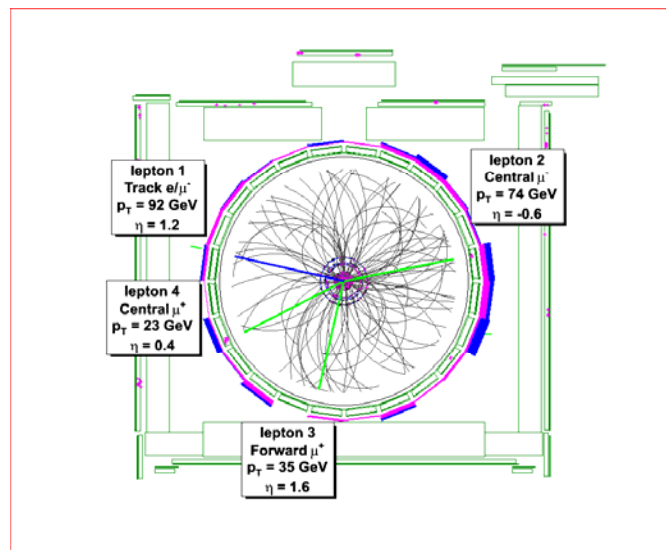 lepton 1
Track e/μ⁻
p_T = 92 GeV
η = 1.2
lepton 2
Central μ⁻
p_T = 74 GeV
η = -0.6
lepton 4
Central μ⁺
p_T = 23 GeV
η = 0.4
lepton 3
Forward μ⁺
p_T = 35 GeV
η = 1.6